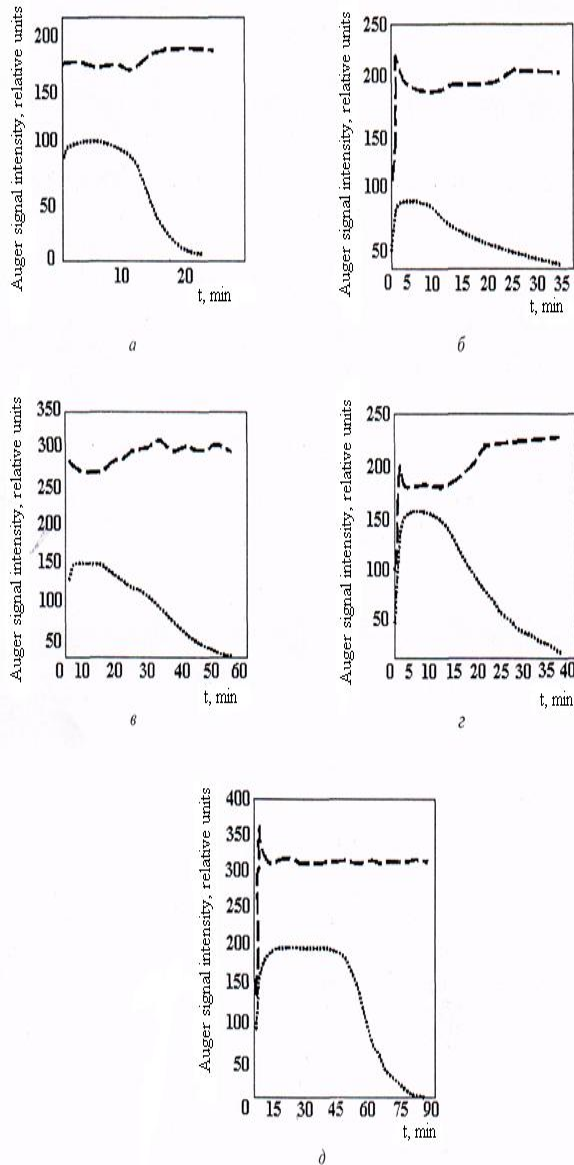 Auger signal intensity, relative units
200
150
100
50
0
10 20
t, min
а
Auger signal intensity, relative units
250
200
150
100
50
0 5 10 15 20 25 30 35
t, min
б
Auger signal intensity, relative units
350
300
250
200
150
100
50
0 10 20 30 40 50 60
t, min
в
Auger signal intensity, relative units
250
200
150
100
50
0 5 10 15 20 25 30 35 40
t, min
г
Auger signal intensity, relative units
400
350
300
250
200
150
100
50
0 15 30 45 60 75 90
t, min
д